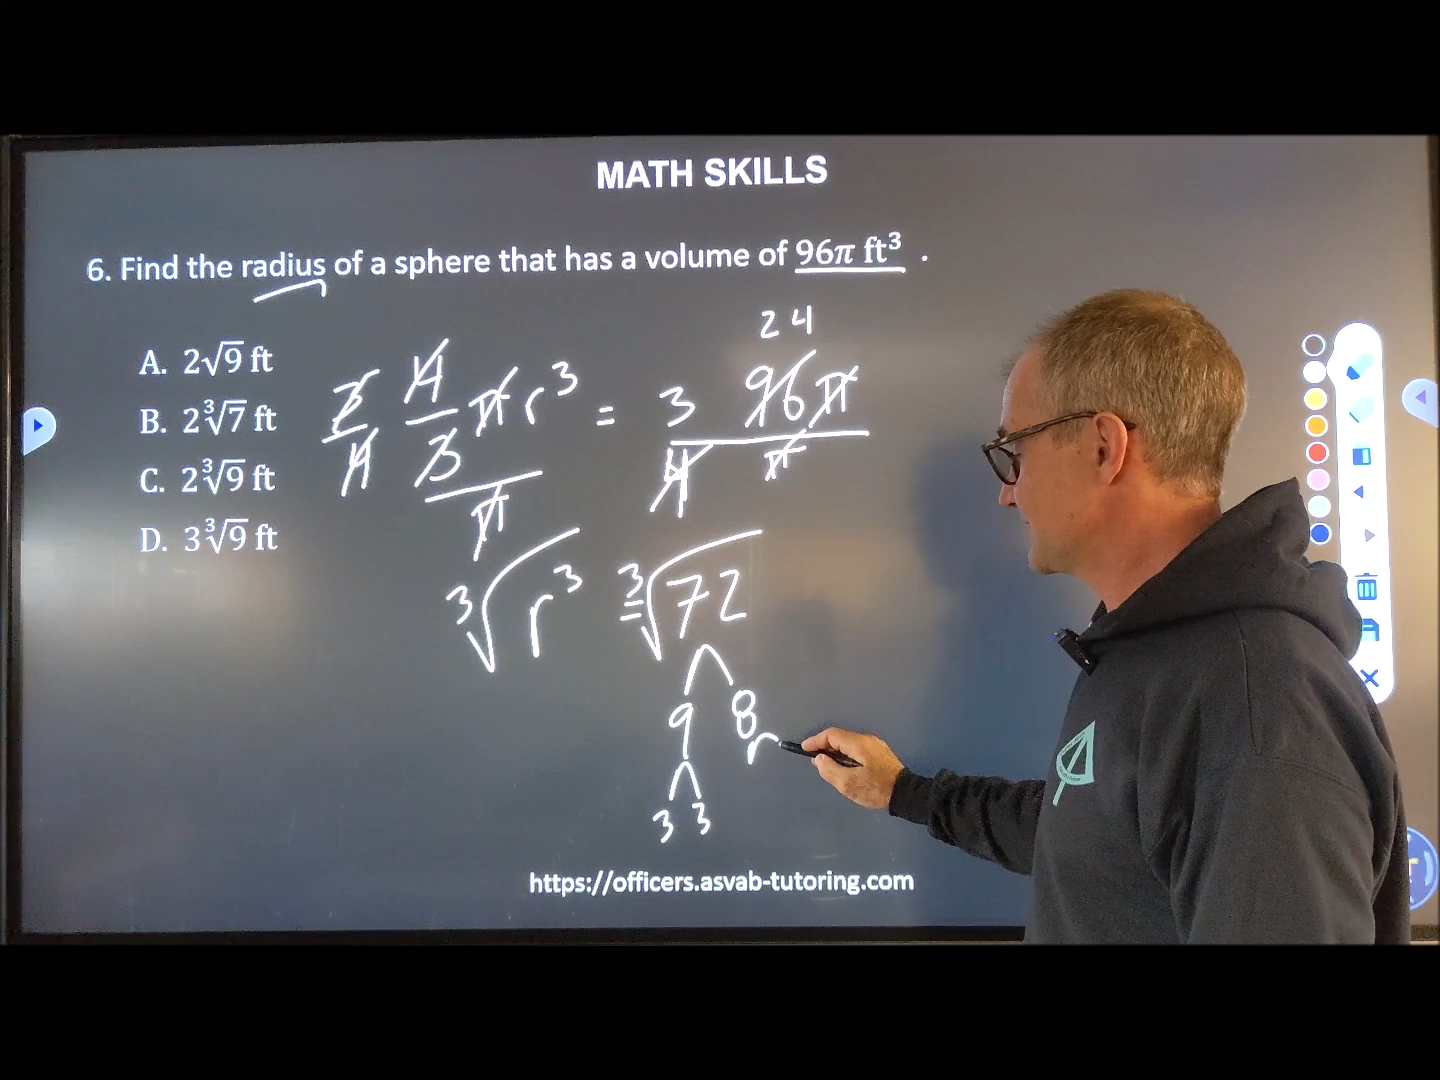 MATH SKILLS
6. Find the radius of a sphere that has a volume of 96π ft³ .
A. 2√9 ft
B. 2∛7 ft
C. 2∛9 ft
D. 3∛9 ft
24
3/4 4/3 πr³ = 3 96π
π 4 π
∛r³ = ∛72
9 8
3 3
https://officers.asvab-tutoring.com